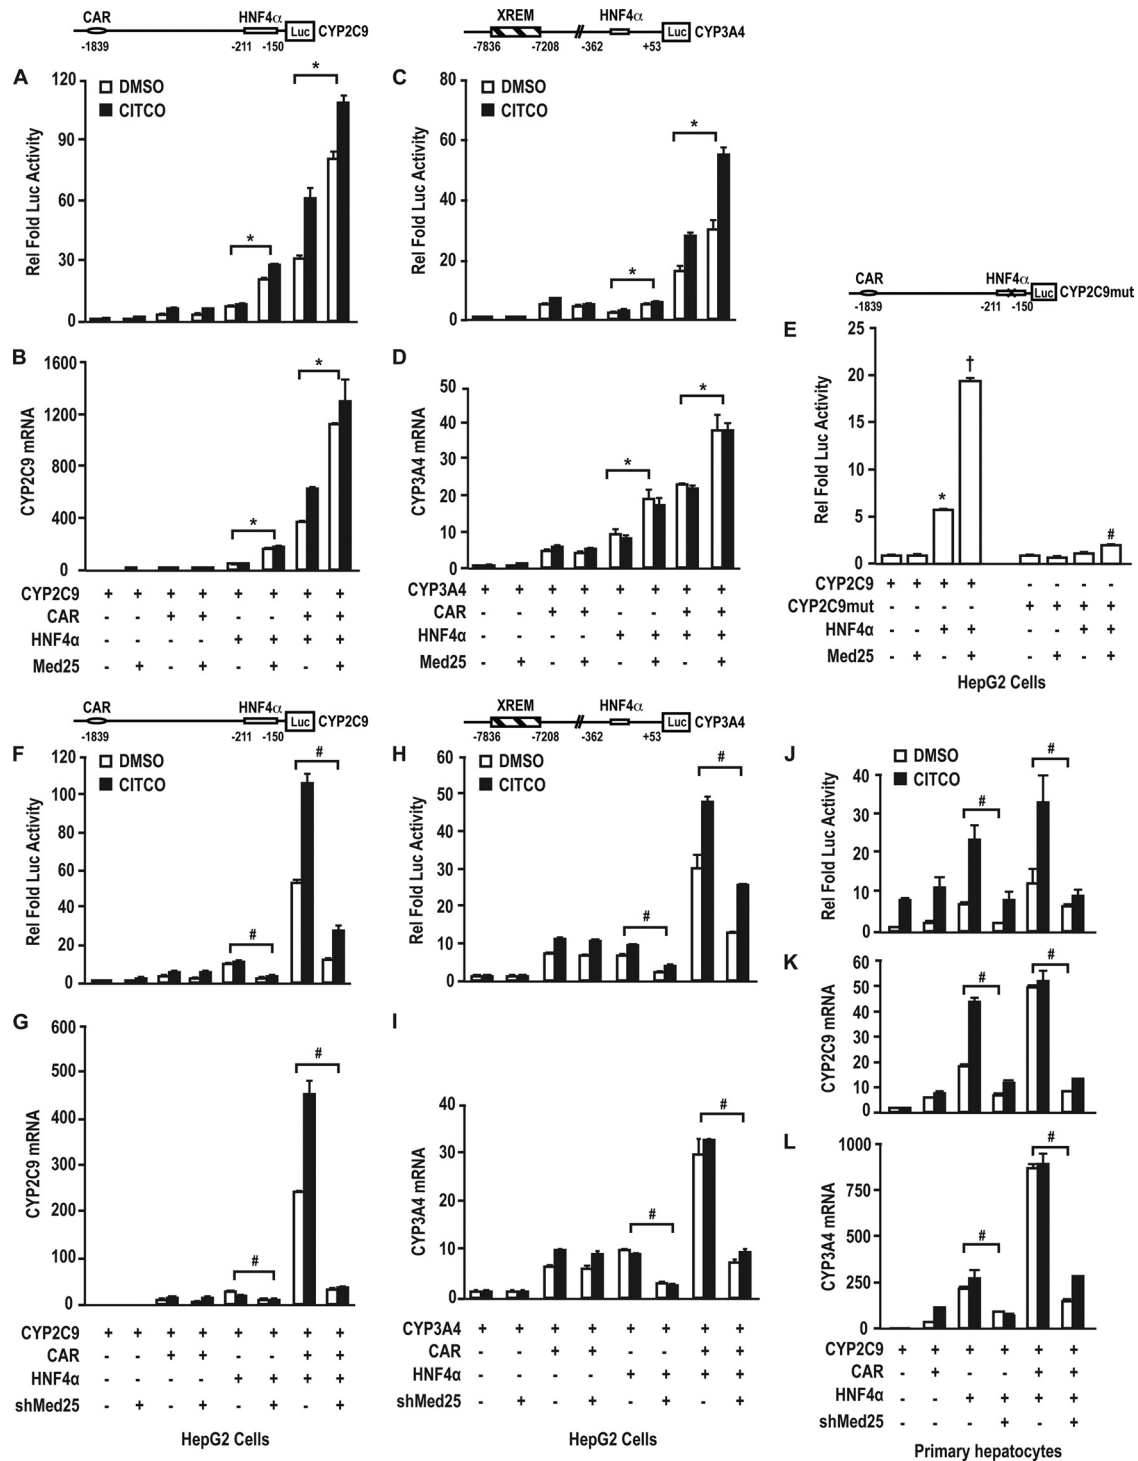 CAR HNF4α Luc CYP2C9
-1839 -211 -150
XREM HNF4α Luc CYP3A4
-7836 -7208 -362 +53
A
120
90
60
30
0
Rel Fold Luc Activity
DMSO
CITCO
* *
C
80
60
40
20
0
Rel Fold Luc Activity
DMSO
CITCO
* *
B
1600
1200
800
400
0
CYP2C9 mRNA
* *
D
50
40
30
20
10
0
CYP3A4 mRNA
* *
CAR HNF4α X Luc CYP2C9mut
-1839 -211 -150
E
25
20
15
10
5
0
Rel Fold Luc Activity
* † #
CYP2C9 + + + + + + + +
CAR - - + + - - + +
HNF4α - - - - + + + +
Med25 - + - + - + - +
CYP3A4 + + + + + + + +
CAR - - + + - - + +
HNF4α - - - - + + + +
Med25 - + - + - + - +
CYP2C9 + + + + - - - -
CYP2C9mut - - - - + + + +
HNF4α - - + + - - + +
Med25 - + - + - + - +
HepG2 Cells
CAR HNF4α Luc CYP2C9
-1839 -211 -150
XREM HNF4α Luc CYP3A4
-7836 -7208 -362 +53
F
120
100
80
60
40
20
0
Rel Fold Luc Activity
DMSO
CITCO
# #
H
60
50
40
30
20
10
0
Rel Fold Luc Activity
DMSO
CITCO
# #
J
40
30
20
10
0
Rel Fold Luc Activity
DMSO
CITCO
# #
G
600
500
400
300
200
100
0
CYP2C9 mRNA
# #
I
40
30
20
10
0
CYP3A4 mRNA
# #
K
60
50
40
30
20
10
0
CYP2C9 mRNA
# #
L
1000
750
500
250
0
CYP3A4 mRNA
# #
CYP2C9 + + + + + + + +
CAR - - + + - - + +
HNF4α - - - - + + + +
shMed25 - + - + - + - +
HepG2 Cells
CYP3A4 + + + + + + + +
CAR - - + + - - + +
HNF4α - - - - + + + +
shMed25 - + - + - + - +
HepG2 Cells
CYP2C9 + + + + + +
CAR - + - - + +
HNF4α - - + + + +
shMed25 - - - + - +
Primary hepatocytes